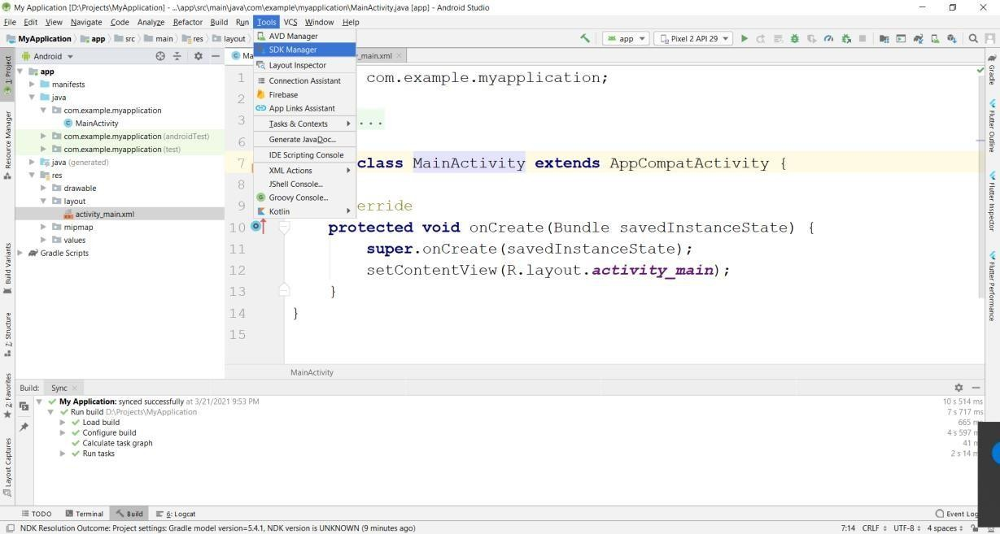 My Application [D:\Projects\MyApplication] - ...\app\src\main\java\com\example\myapplication\MainActivity.java [app] - Android Studio
File Edit View Navigate Code Analyze Refactor Build Run Tools VCS Window Help
MyApplication app src main res layout
app Pixel 2 API 29
AVD Manager
SDK Manager
Layout Inspector
Connection Assistant
Firebase
App Links Assistant
Tasks & Contexts
Generate JavaDoc...
IDE Scripting Console
XML Actions
JShell Console...
Groovy Console...
Kotlin
Android
Ma
_main.xml
app
manifests
java
com.example.myapplication
MainActivity
com.example.myapplication (androidTest)
com.example.myapplication (test)
java (generated)
res
drawable
layout
activity_main.xml
mipmap
values
Gradle Scripts
1 com.example.myapplication;
2
3 ...
6
7 class MainActivity extends AppCompatActivity {
8
9 erride
10 protected void onCreate(Bundle savedInstanceState) {
11 super.onCreate(savedInstanceState);
12 setContentView(R.layout.activity_main);
13 }
14 }
15
MainActivity
1: Project
Resource Manager
Build Variants
7: Structure
2: Favorites
Layout Captures
Gradle
Flutter Outline
Flutter Inspector
Flutter Performance
Build: Sync
My Application: synced successfully at 3/21/2021 9:53 PM 10 s 514 ms
Run build D:\Projects\MyApplication 7 s 717 ms
Load build 665 m
Configure build 4 s 597 m
Calculate task graph 41 m
Run tasks 2 s 14 m
TODO Terminal Build 6: Logcat Event Log
NDK Resolution Outcome: Project settings: Gradle model version=5.4.1, NDK version is UNKNOWN (9 minutes ago) 7:14 CRLF UTF-8 4 spaces